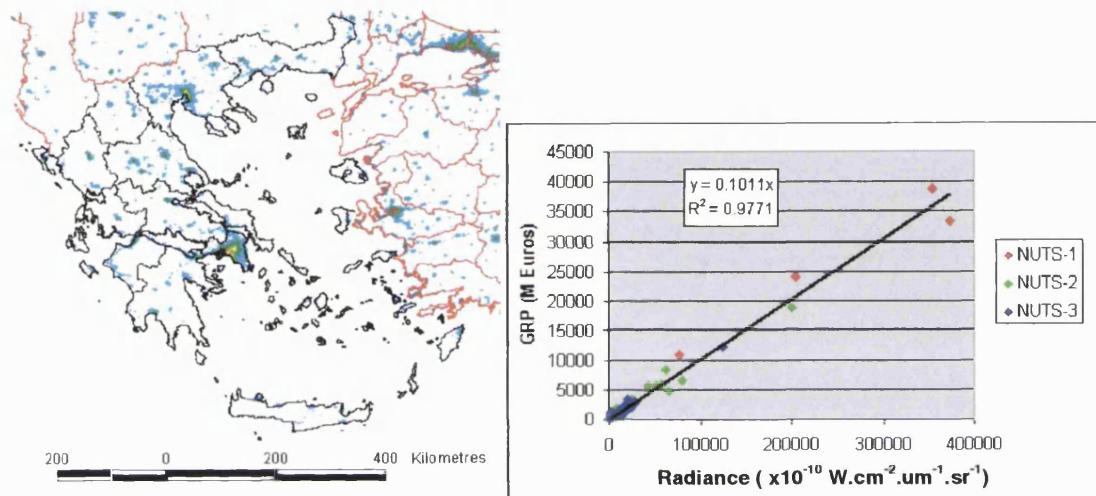 200 0 200 400 Kilometres
45000
40000
35000
30000
25000
20000
15000
10000
5000
0
GRP (M Euros)
y = 0.1011x
R² = 0.9771
0 100000 200000 300000 400000
Radiance ( x10⁻¹⁰ W.cm⁻².um⁻¹.sr⁻¹)
NUTS-1
NUTS-2
NUTS-3